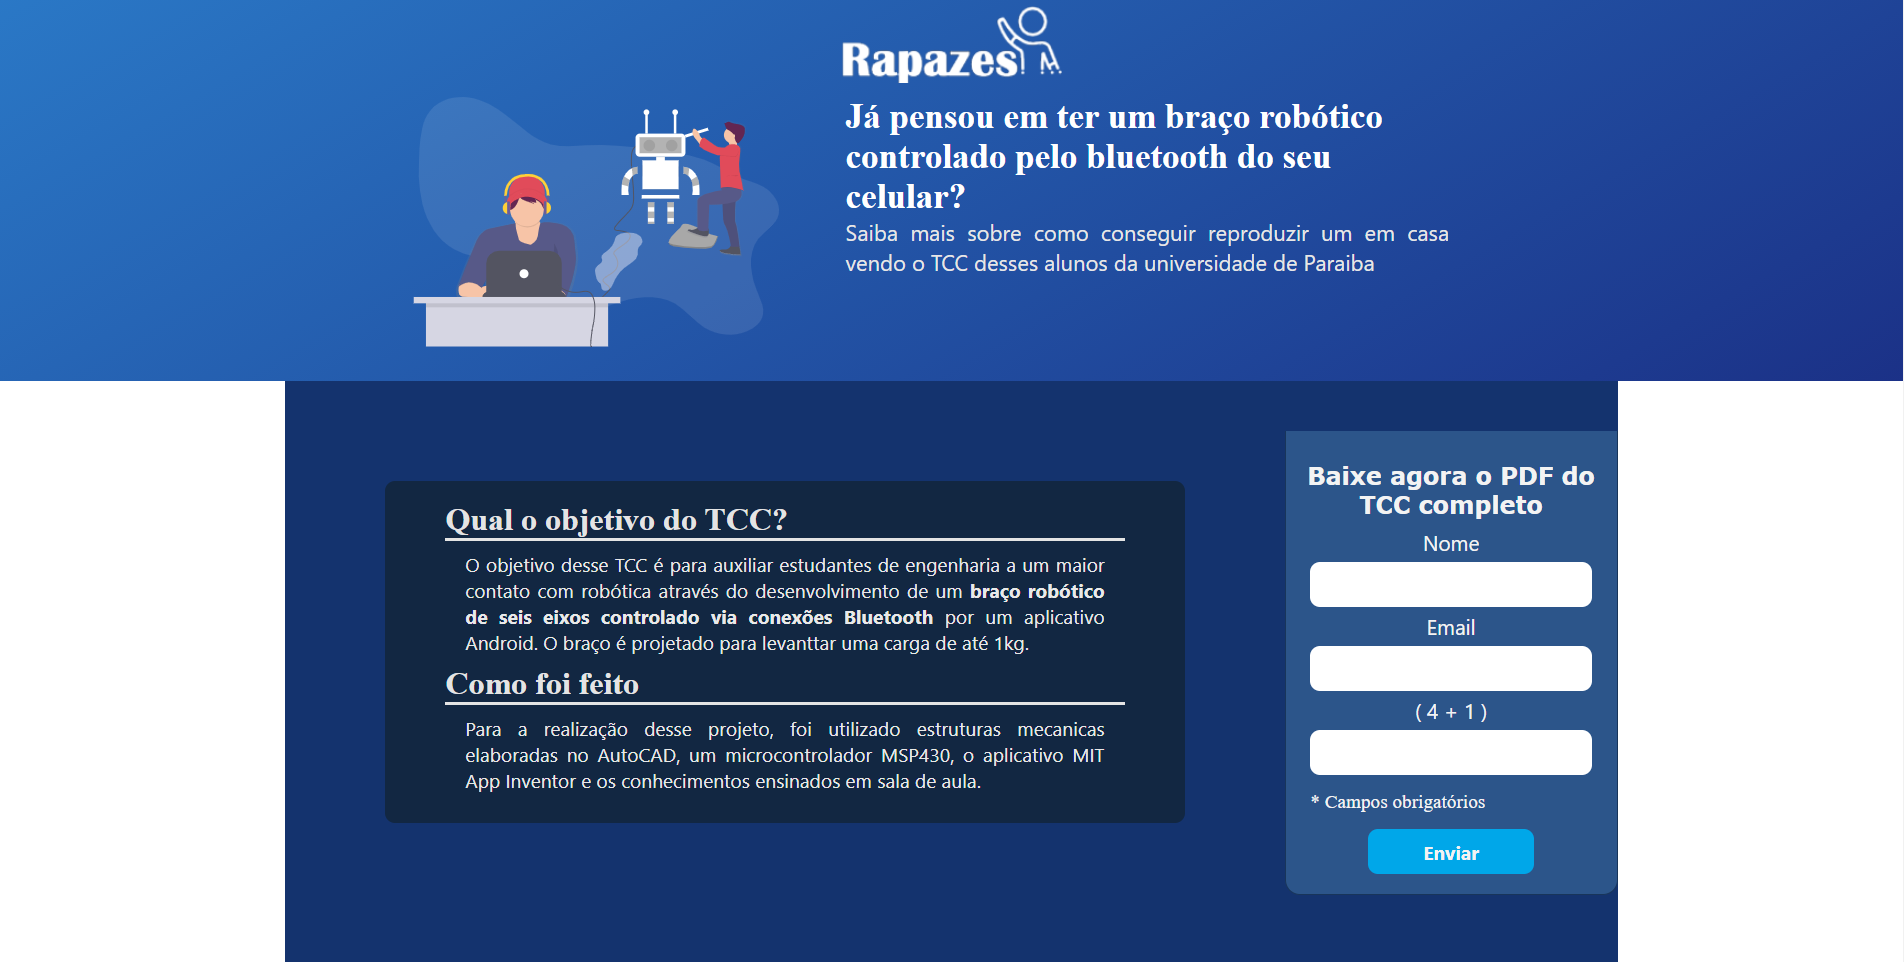 Rapazes
Já pensou em ter um braço robótico
controlado pelo bluetooth do seu
celular?
Saiba mais sobre como conseguir reproduzir um em casa
vendo o TCC desses alunos da universidade de Paraiba
Qual o objetivo do TCC?
O objetivo desse TCC é para auxiliar estudantes de engenharia a um maior
contato com robótica através do desenvolvimento de um braço robótico
de seis eixos controlado via conexões Bluetooth por um aplicativo
Android. O braço é projetado para levanttar uma carga de até 1kg.
Como foi feito
Para a realização desse projeto, foi utilizado estruturas mecanicas
elaboradas no AutoCAD, um microcontrolador MSP430, o aplicativo MIT
App Inventor e os conhecimentos ensinados em sala de aula.
Baixe agora o PDF do
TCC completo
Nome
Email
( 4 + 1 )
* Campos obrigatórios
Enviar